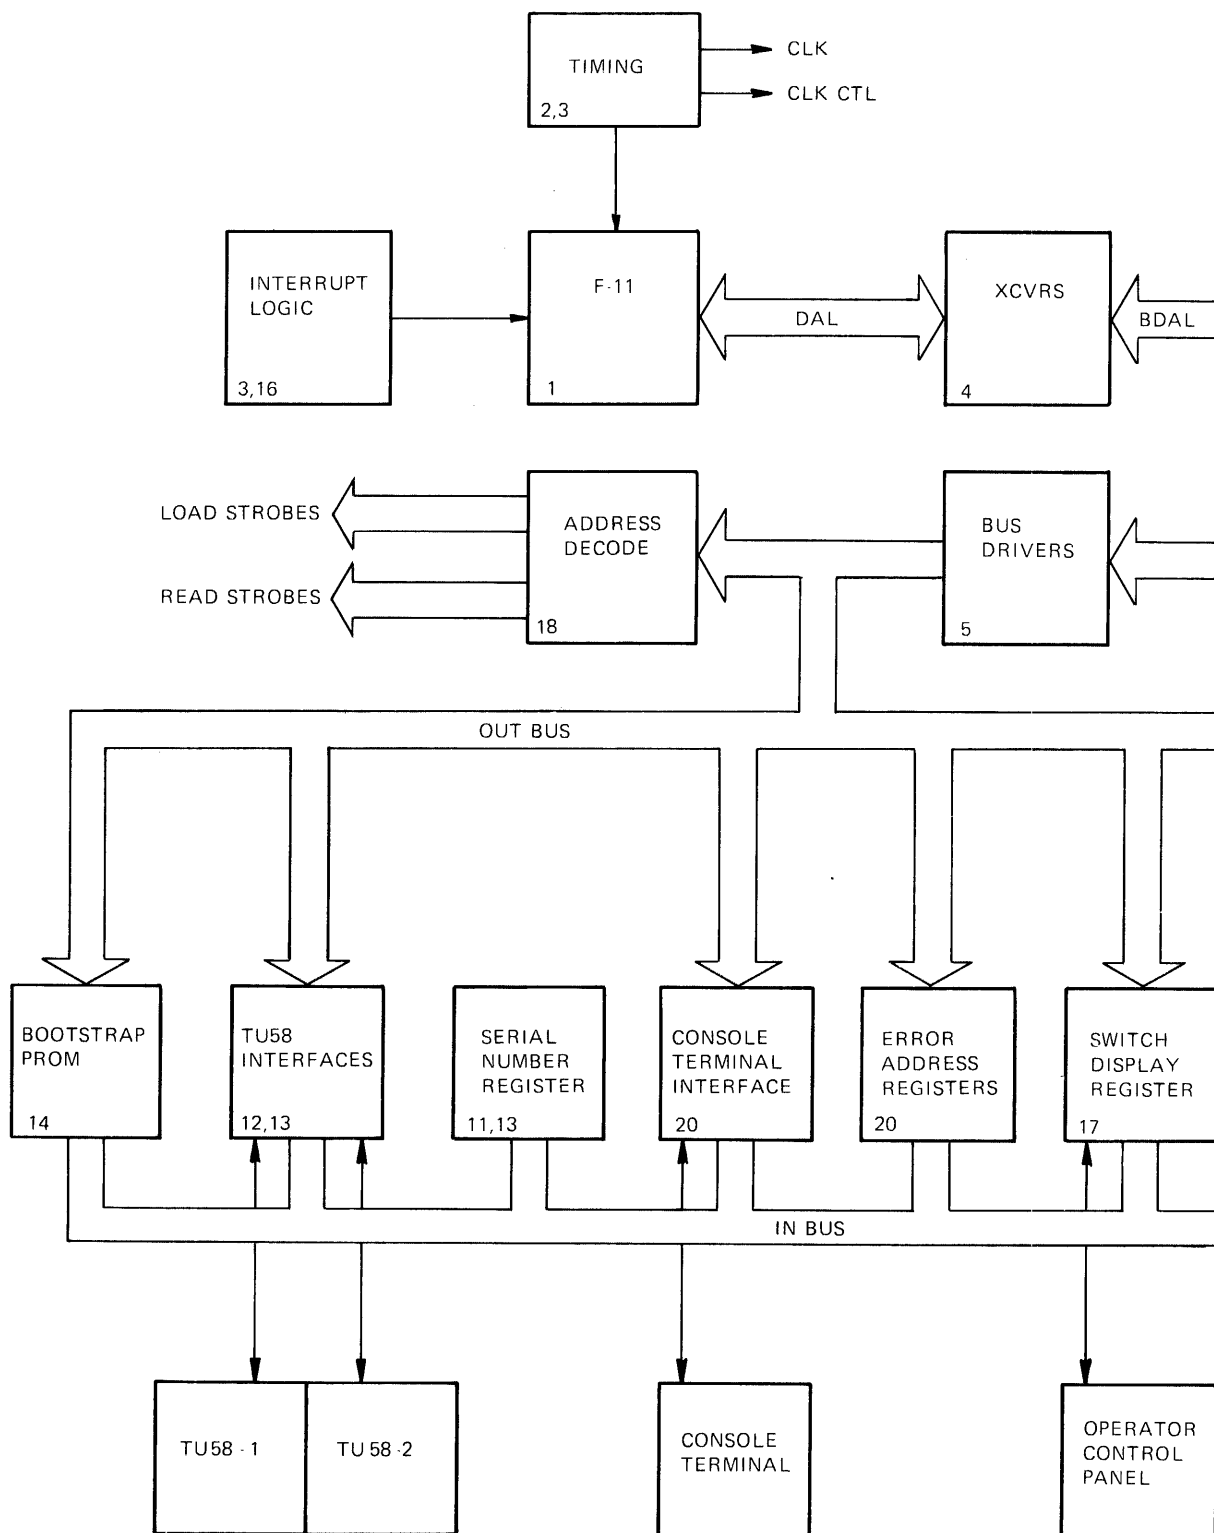 CLK
TIMING
CLK CTL
2,3
INTERRUPT
LOGIC
3,16
F-11
1
DAL
XCVRS
4
BDAL
LOAD STROBES
READ STROBES
ADDRESS
DECODE
18
BUS
DRIVERS
5
OUT BUS
BOOTSTRAP
PROM
14
TU58
INTERFACES
12,13
SERIAL
NUMBER
REGISTER
11,13
CONSOLE
TERMINAL
INTERFACE
20
ERROR
ADDRESS
REGISTERS
20
SWITCH
DISPLAY
REGISTER
17
IN BUS
TU58-1
TU58-2
CONSOLE
TERMINAL
OPERATOR
CONTROL
PANEL